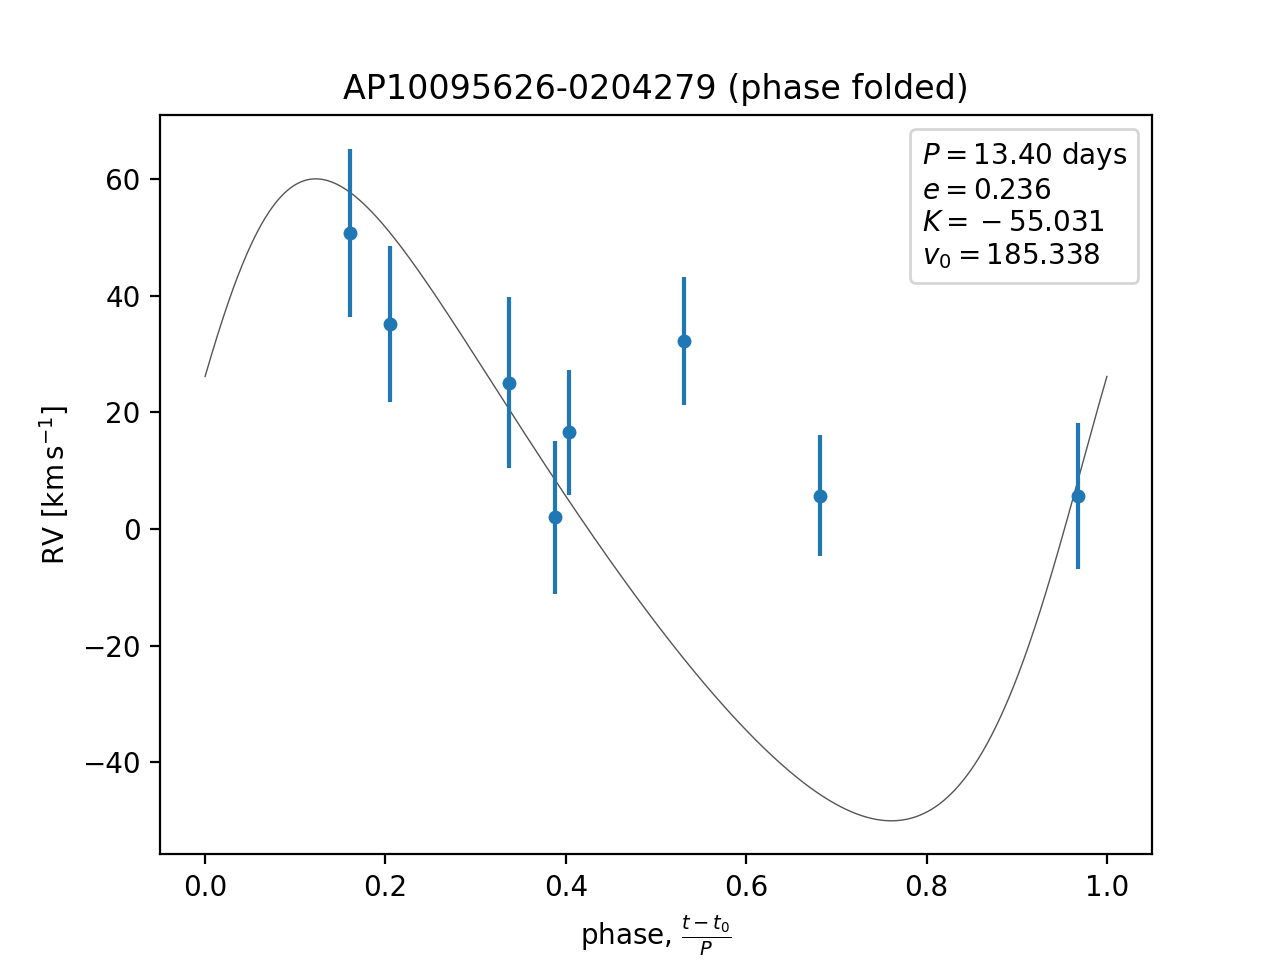 AP10095626-0204279 (phase folded)
P = 13.40 days
e = 0.236
K = −55.031
v₀ = 185.338
RV [km s⁻¹]
60
40
20
0
−20
−40
0.0 0.2 0.4 0.6 0.8 1.0
phase, (t − t₀)/P